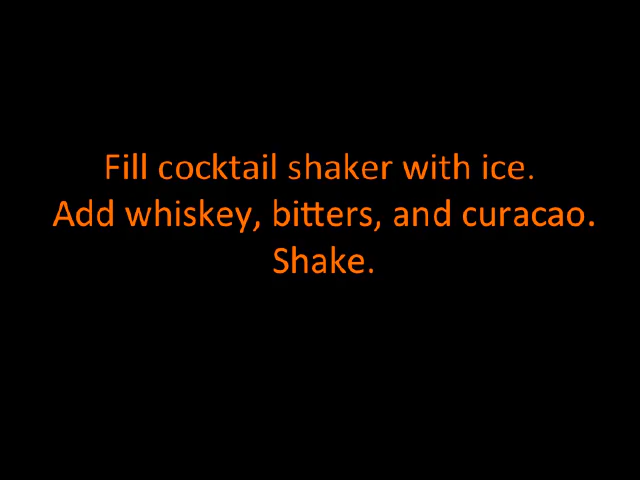 Fill cocktail shaker with ice.
Add whiskey, bitters, and curacao.
Shake.